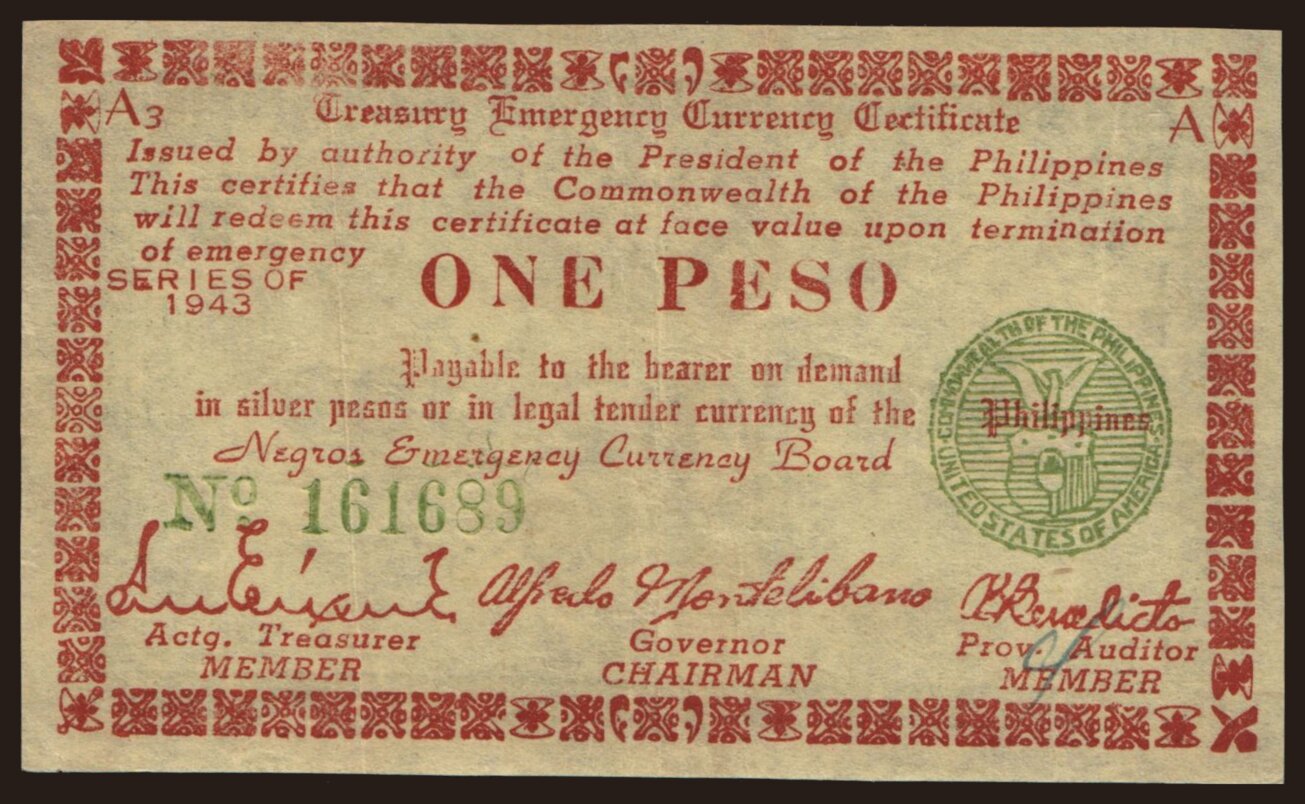 A3 Treasury Emergency Currency Certificate A
Issued by authority of the President of the Philippines
This certifies that the Commonwealth of the Philippines
will redeem this certificate at face value upon termination
of emergency
SERIES OF
1943
ONE PESO
Payable to the bearer on demand
in silver pesos or in legal tender currency of the Philippines
Negros Emergency Currency Board
COMMONWEALTH OF THE PHILIPPINES
UNITED STATES OF AMERICA
No 161689
Alfredo Montelibano
Benedicto
Actg. Treasurer
MEMBER
Governor
CHAIRMAN
Prov. Auditor
MEMBER